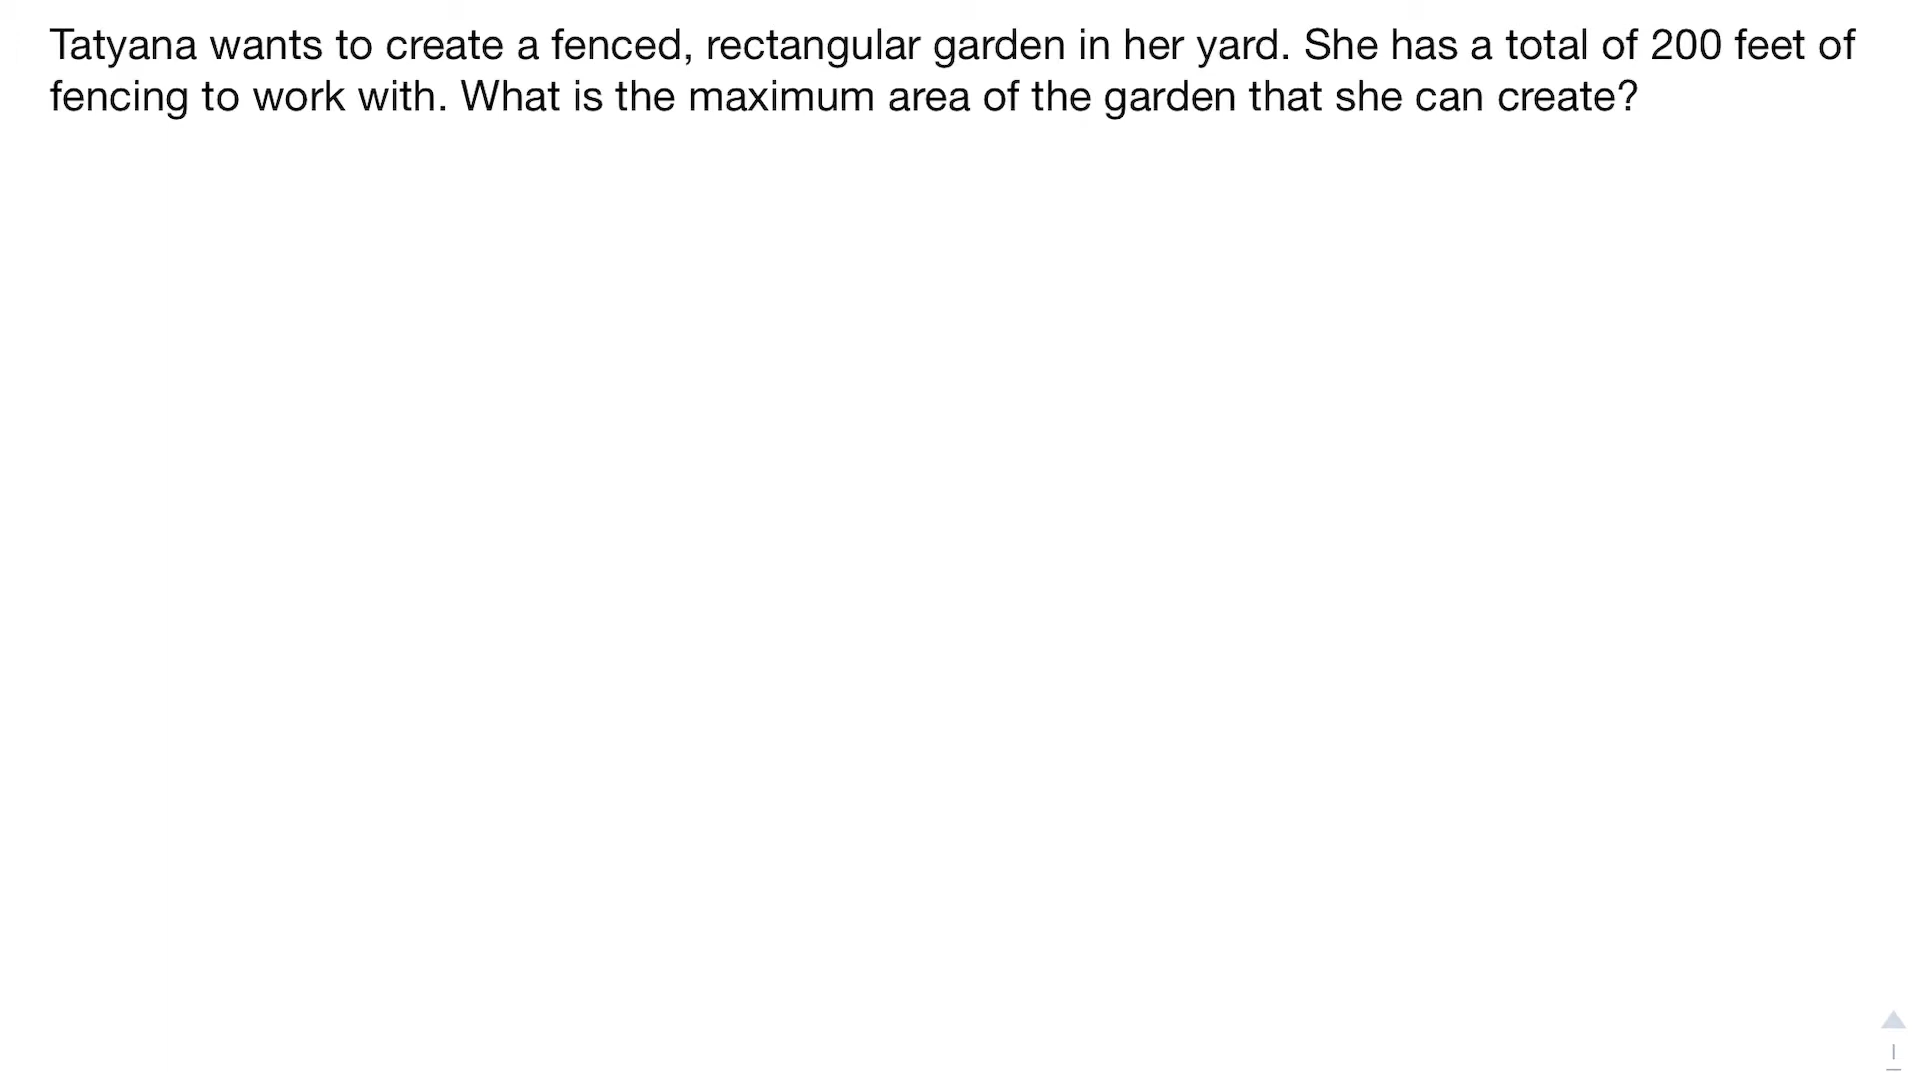 Tatyana wants to create a fenced, rectangular garden in her yard. She has a total of 200 feet of
fencing to work with. What is the maximum area of the garden that she can create?